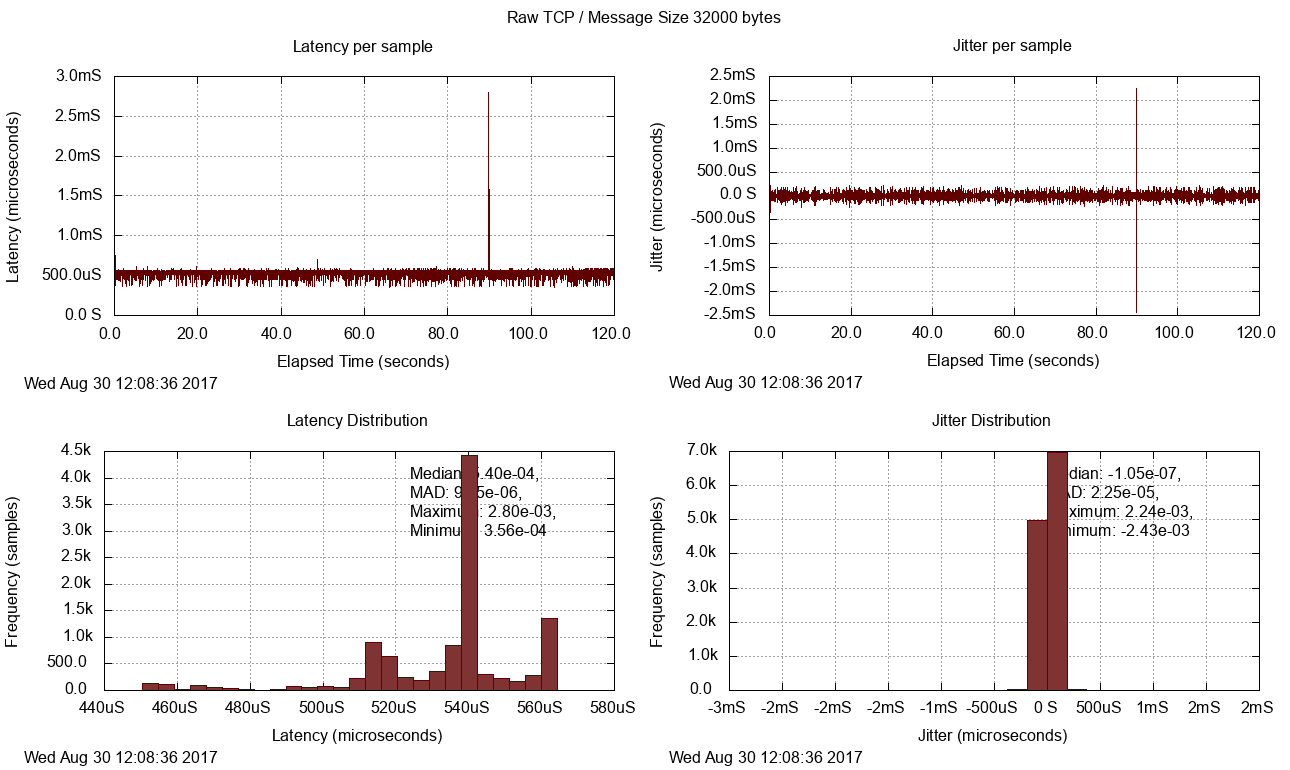 Raw TCP / Message Size 32000 bytes
Latency per sample
3.0mS
2.5mS
2.0mS
1.5mS
1.0mS
500.0uS
0.0 S
Latency (microseconds)
0.0 20.0 40.0 60.0 80.0 100.0 120.0
Elapsed Time (seconds)
Wed Aug 30 12:08:36 2017
Jitter per sample
2.5mS
2.0mS
1.5mS
1.0mS
500.0uS
0.0 S
-500.0uS
-1.0mS
-1.5mS
-2.0mS
-2.5mS
Jitter (microseconds)
0.0 20.0 40.0 60.0 80.0 100.0 120.0
Elapsed Time (seconds)
Wed Aug 30 12:08:36 2017
Latency Distribution
4.5k
4.0k
3.5k
3.0k
2.5k
2.0k
1.5k
1.0k
500.0
0.0
Frequency (samples)
Median .40e-04,
MAD: 5e-06,
Maximum: 2.80e-03,
Minimum 3.56e-04
440uS 460uS 480uS 500uS 520uS 540uS 560uS 580uS
Latency (microseconds)
Wed Aug 30 12:08:36 2017
Jitter Distribution
7.0k
6.0k
5.0k
4.0k
3.0k
2.0k
1.0k
0.0
Frequency (samples)
dian: -1.05e-07,
AD: 2.25e-05,
ximum: 2.24e-03,
nimum: -2.43e-03
-3mS -2mS -2mS -2mS -1mS -500uS 0 S 500uS 1mS 2mS 2mS
Jitter (microseconds)
Wed Aug 30 12:08:36 2017